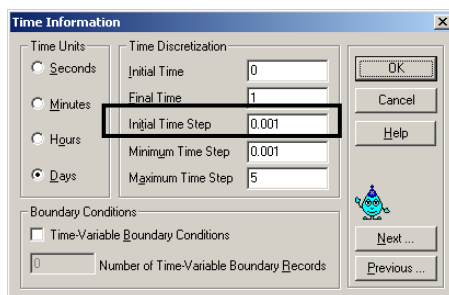 Time Information
Time Units
Seconds
Minutes
Hours
Days
Time Discretization
Initial Time 0
Final Time 1
Initial Time Step 0.001
Minimum Time Step 0.001
Maximum Time Step 5
OK
Cancel
Help
Boundary Conditions
Time-Variable Boundary Conditions
0 Number of Time-Variable Boundary Records
Next ...
Previous ...